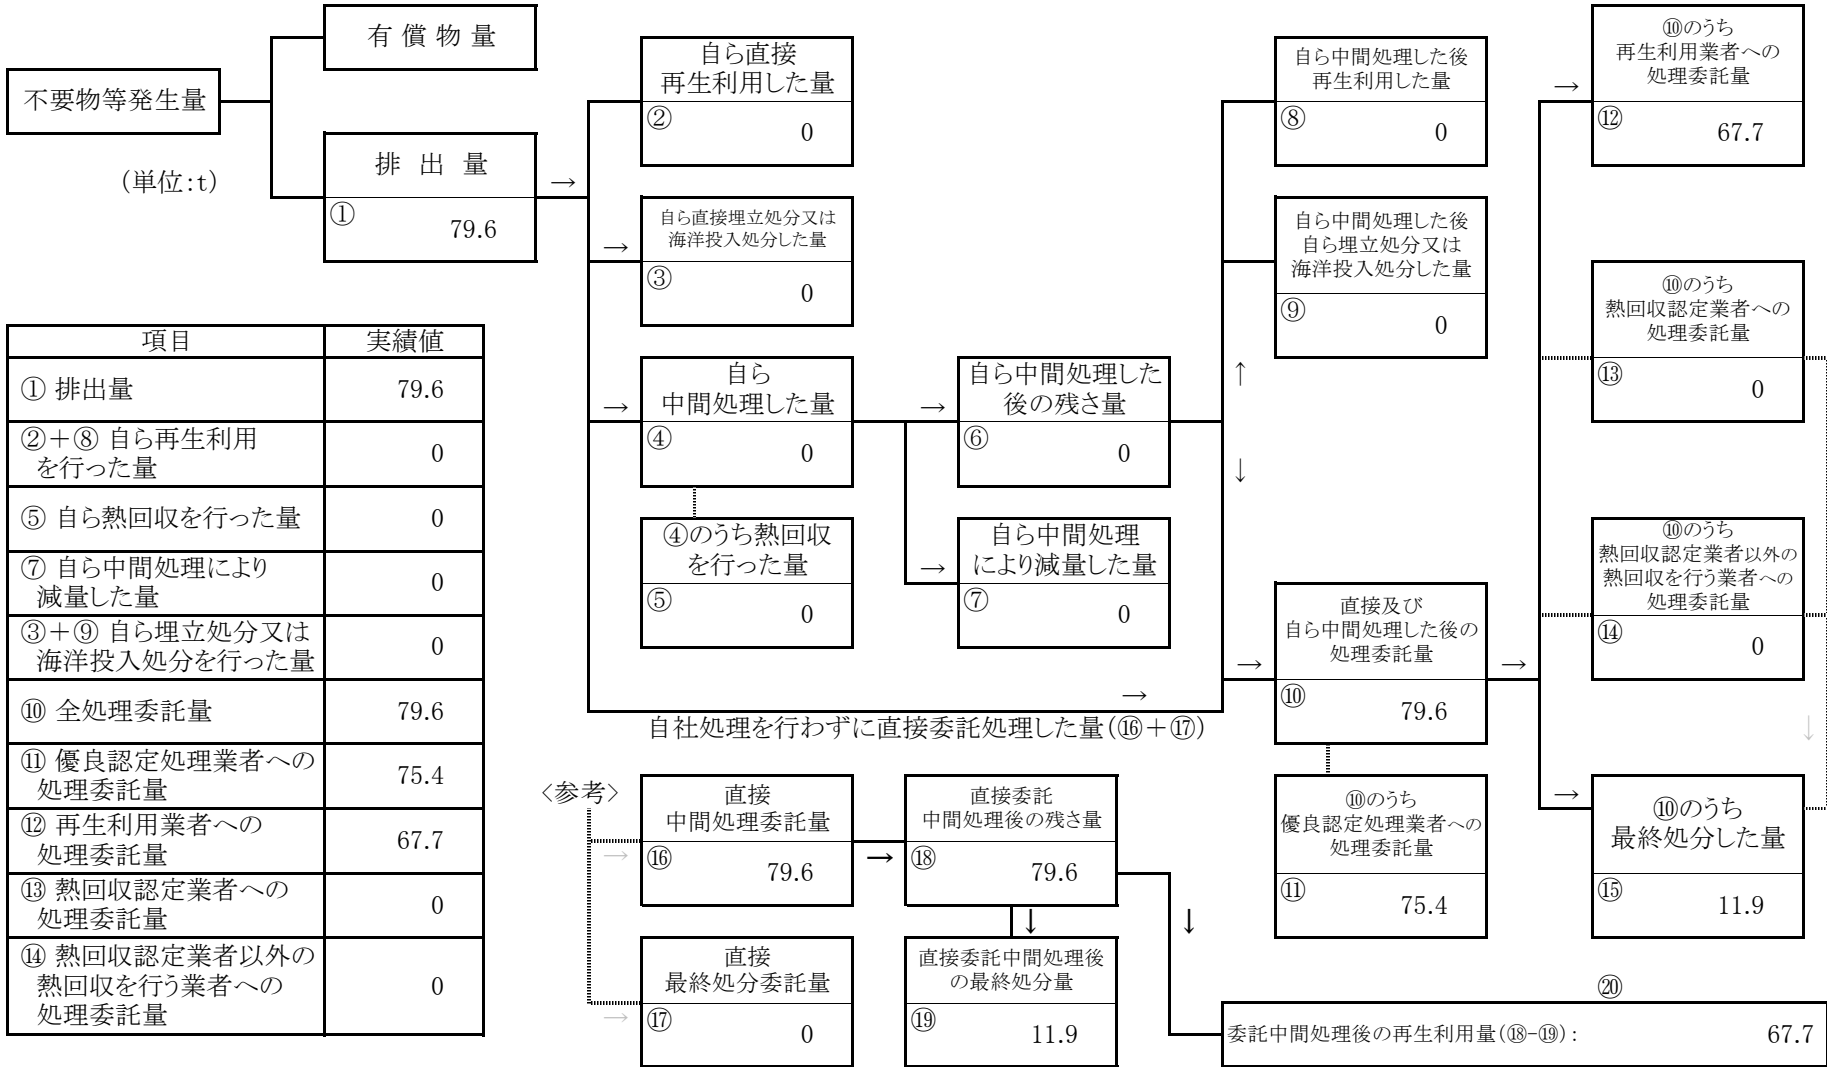 有 償 物 量
不要物等発生量
(単位:t)
排 出 量
①
79.6
→
自ら直接
再生利用した量
②
0
→
自ら直接埋立処分又は
海洋投入処分した量
③
0
→
自ら
中間処理した量
④
0
④のうち熱回収
を行った量
⑤
0
→
自ら中間処理した
後の残さ量
⑥
0
→
自ら中間処理
により減量した量
⑦
0
↑
↓
自ら中間処理した後
再生利用した量
⑧
0
自ら中間処理した後
自ら埋立処分又は
海洋投入処分した量
⑨
0
→
自社処理を行わずに直接委託処理した量(⑯+⑰)
→
直接及び
自ら中間処理した後の
処理委託量
⑩
79.6
⑩のうち
優良認定処理業者への
処理委託量
⑪
75.4
→
→
⑩のうち
再生利用業者への
処理委託量
⑫
67.7
⑩のうち
熱回収認定業者への
処理委託量
⑬
0
⑩のうち
熱回収認定業者以外の
熱回収を行う業者への
処理委託量
⑭
0
↓
→
⑩のうち
最終処分した量
⑮
11.9
項目 実績値
① 排出量 79.6
②+⑧ 自ら再生利用
を行った量 0
⑤ 自ら熱回収を行った量 0
⑦ 自ら中間処理により
減量した量 0
③+⑨ 自ら埋立処分又は
海洋投入処分を行った量 0
⑩ 全処理委託量 79.6
⑪ 優良認定処理業者への
処理委託量 75.4
⑫ 再生利用業者への
処理委託量 67.7
⑬ 熱回収認定業者への
処理委託量 0
⑭ 熱回収認定業者以外の
熱回収を行う業者への
処理委託量 0
<参考>
→
直接
中間処理委託量
⑯
79.6
→
直接委託
中間処理後の残さ量
⑱
79.6
↓
↓
→
直接
最終処分委託量
⑰
0
直接委託中間処理後
の最終処分量
⑲
11.9
⑳
委託中間処理後の再生利用量(⑱-⑲): 67.7